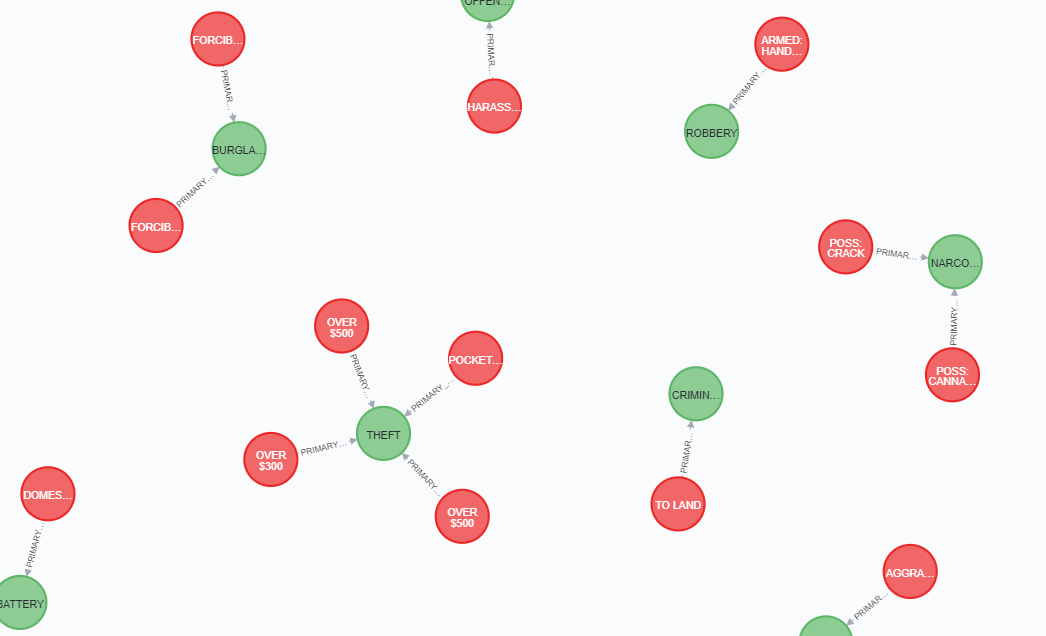 OFFEN...
FORCIB...
ARMED:
HAND...
PRIMAR...
PRIMAR...
PRIMARY...
HARASS...
ROBBERY
BURGLA...
PRIMARY...
FORCIB...
POSS:
CRACK
PRIMAR...
NARCO...
OVER
$500
PRIMARY...
POCKET...
PRIMARY...
POSS:
CANNA...
PRIMARY_...
CRIMIN...
THEFT
PRIMARY...
OVER
$300
PRIMAR...
PRIMARY...
DOMES...
TO LAND
OVER
$500
PRIMARY...
AGGRA...
PRIMAR...
BATTERY